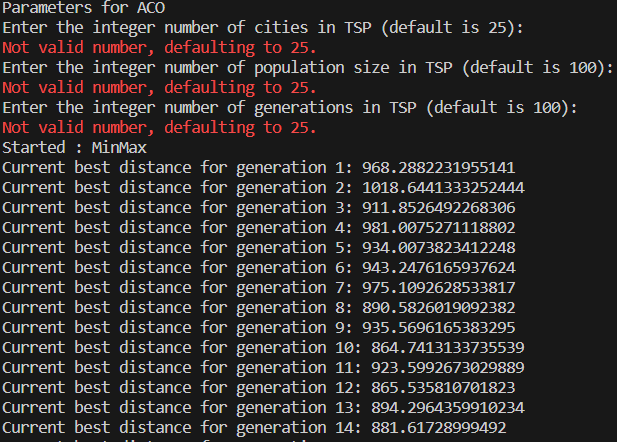 Parameters for ACO
Enter the integer number of cities in TSP (default is 25):
Not valid number, defaulting to 25.
Enter the integer number of population size in TSP (default is 100):
Not valid number, defaulting to 25.
Enter the integer number of generations in TSP (default is 100):
Not valid number, defaulting to 25.
Started : MinMax
Current best distance for generation 1: 968.2882231955141
Current best distance for generation 2: 1018.6441333252444
Current best distance for generation 3: 911.8526492268306
Current best distance for generation 4: 981.0075271118802
Current best distance for generation 5: 934.0073823412248
Current best distance for generation 6: 943.2476165937624
Current best distance for generation 7: 975.1092628533817
Current best distance for generation 8: 890.5826019092382
Current best distance for generation 9: 935.5696165383295
Current best distance for generation 10: 864.7413133735539
Current best distance for generation 11: 923.5992673029889
Current best distance for generation 12: 865.535810701823
Current best distance for generation 13: 894.2964359910234
Current best distance for generation 14: 881.61728999492